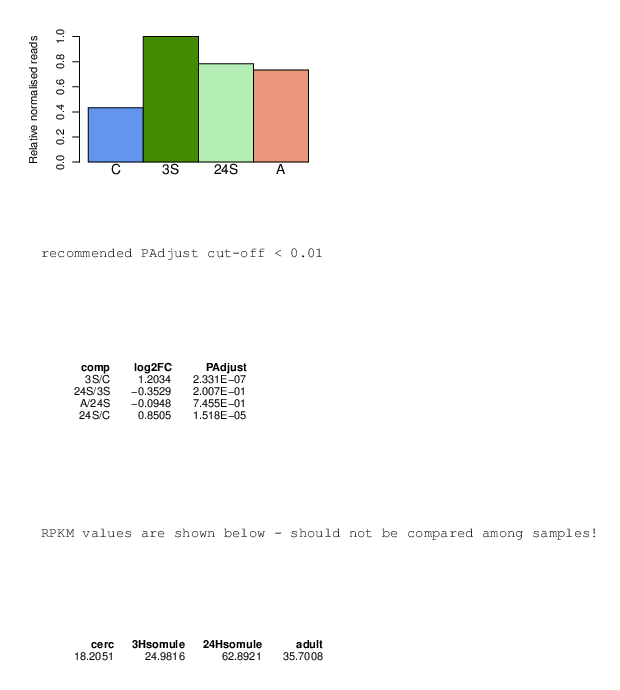 Relative normalised reads
1.0
0.8
0.6
0.4
0.2
0.0
C 3S 24S A
recommended PAdjust cut-off < 0.01
comp log2FC PAdjust
3S/C 1.2034 2.331E−07
24S/3S −0.3529 2.007E−01
A/24S −0.0948 7.455E−01
24S/C 0.8505 1.518E−05
RPKM values are shown below - should not be compared among samples!
cerc 3Hsomule 24Hsomule adult
18.2051 24.9816 62.8921 35.7008